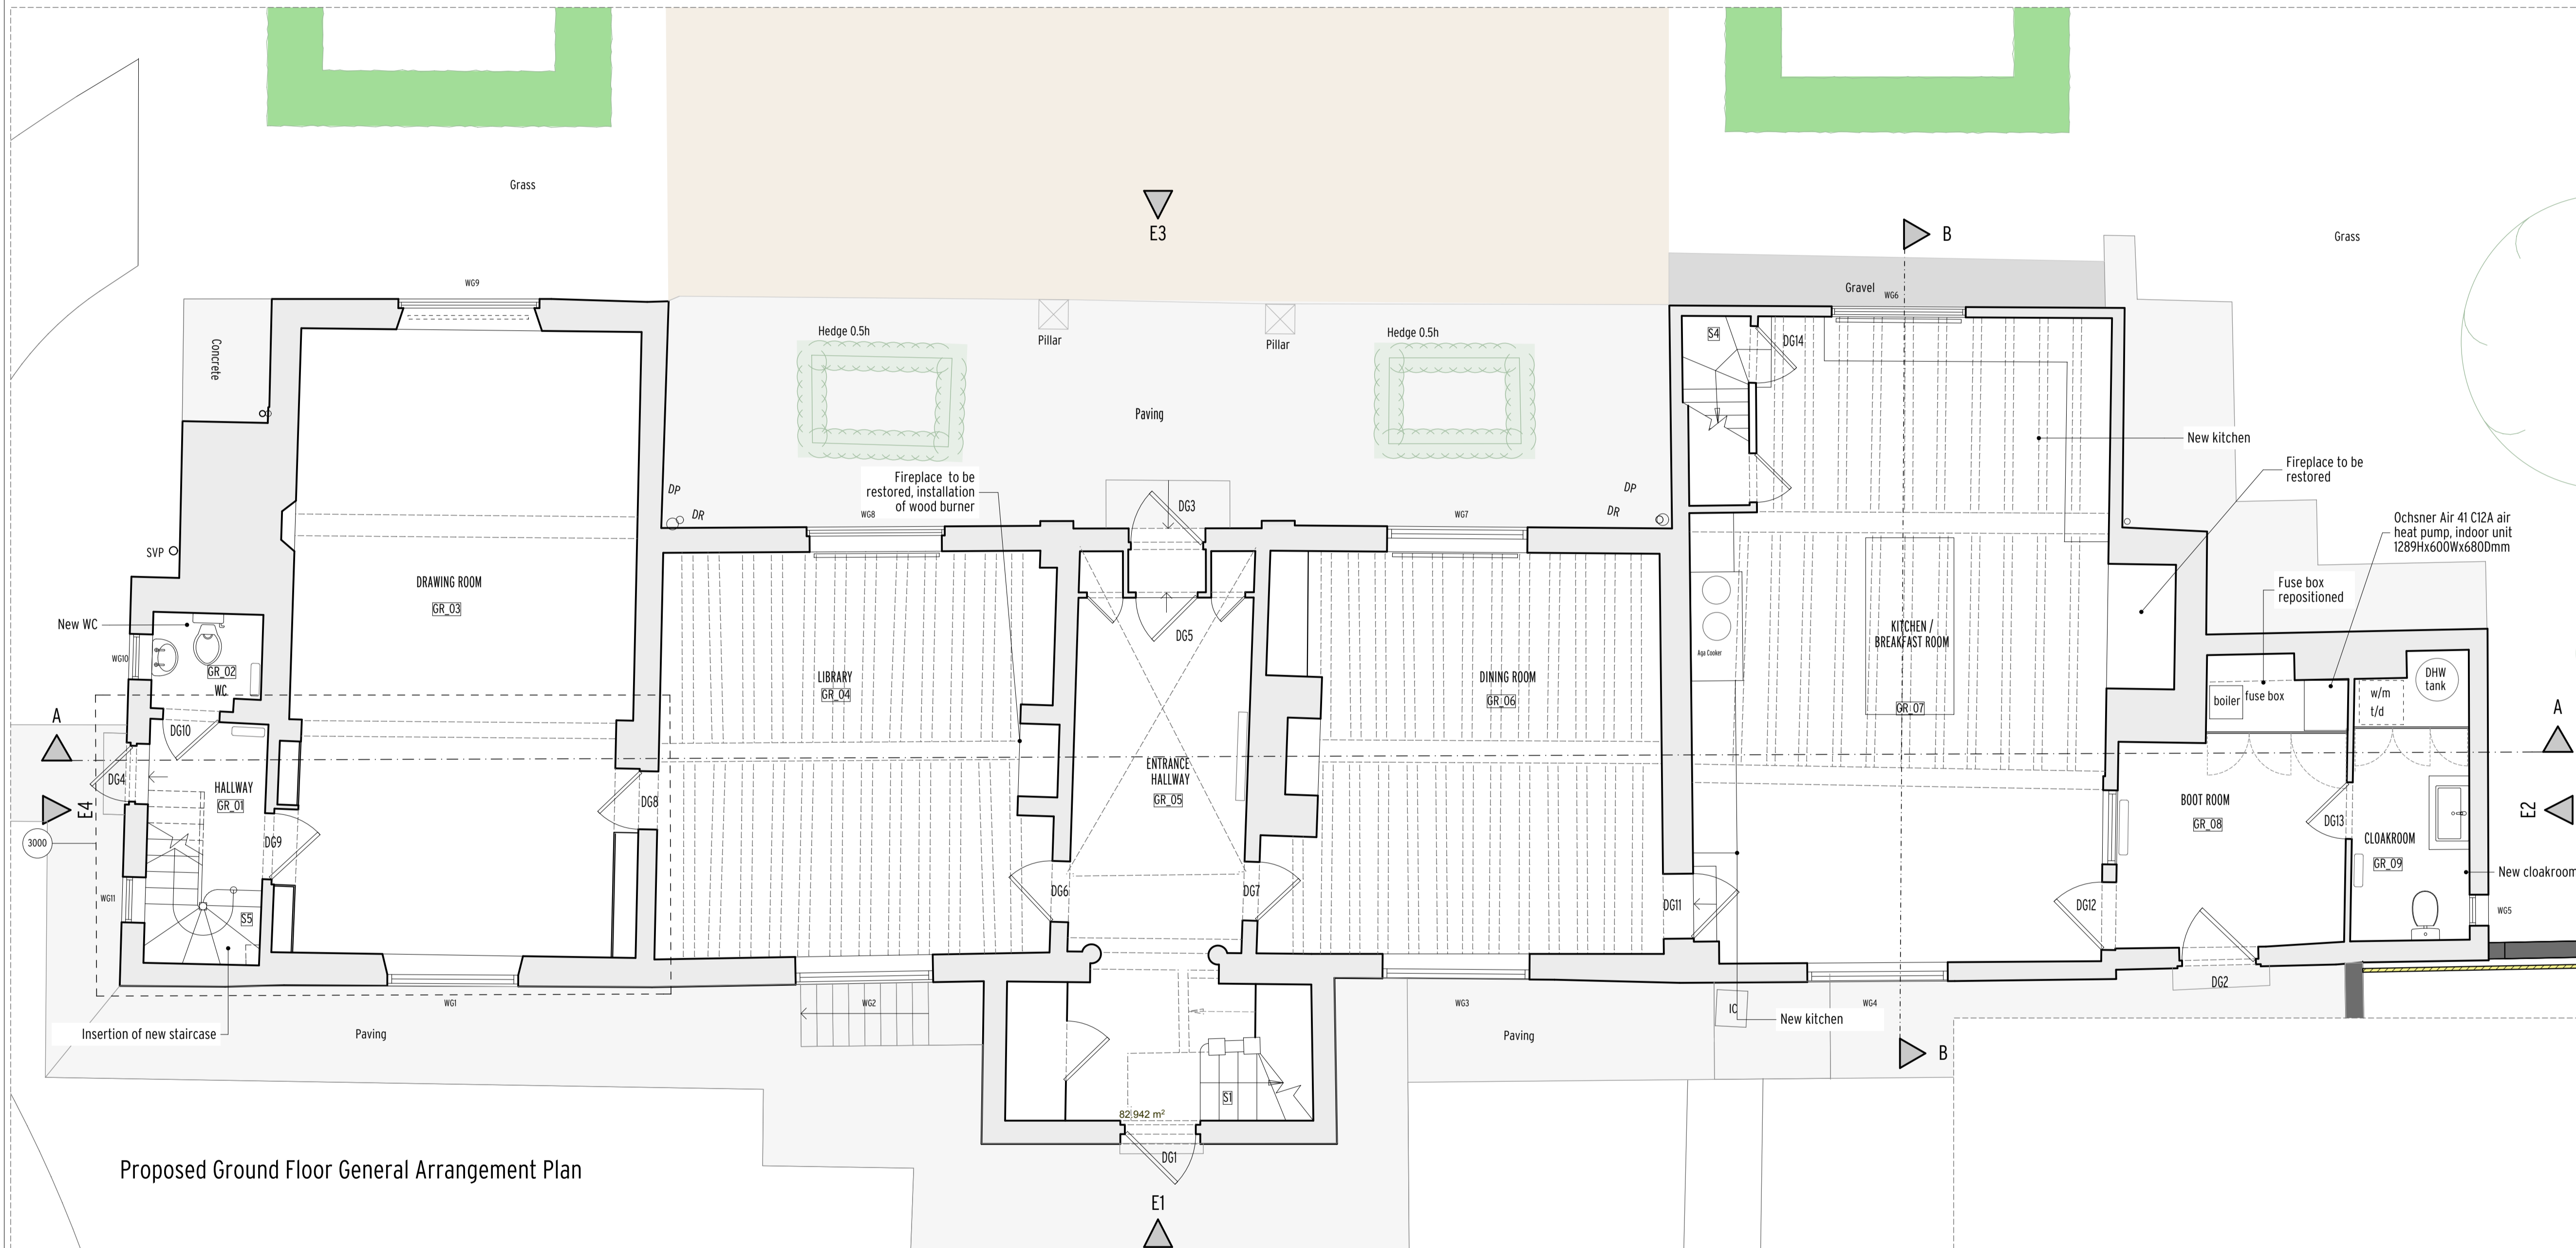 Grass
E3
B
Grass
WG9
Gravel
WG6
Hedge 0.5h
Pillar
Pillar
Hedge 0.5h
S4
DG14
Concrete
Paving
New kitchen
Fireplace to be
restored
Fireplace to be
restored, installation
of wood burner
DP
DR
WG8
DG3
WG7
DP
DR
Ochsner Air 41 C12A air
heat pump, indoor unit
1289Hx600Wx680Dmm
SVP
DRAWING ROOM
GR_03
Fuse box
repositioned
New WC
WG10
GR_02
WC
DG5
Aga Cooker
KITCHEN /
BREAKFAST ROOM
GR_07
LIBRARY
GR_04
DINING ROOM
GR_06
boiler
fuse box
w/m
t/d
DHW
tank
A
DG10
A
DG4
HALLWAY
GR_01
ENTRANCE
HALLWAY
GR_05
DG8
BOOT ROOM
GR_08
E4
3000
DG9
DG13
CLOAKROOM
GR_09
E2
New cloakroom
WG11
S5
DG6
DG7
DG11
DG12
WG5
WG1
WG2
WG3
WG4
DG2
IC
New kitchen
Insertion of new staircase
Paving
Paving
B
S1
82.942 m²
DG1
Proposed Ground Floor General Arrangement Plan
E1